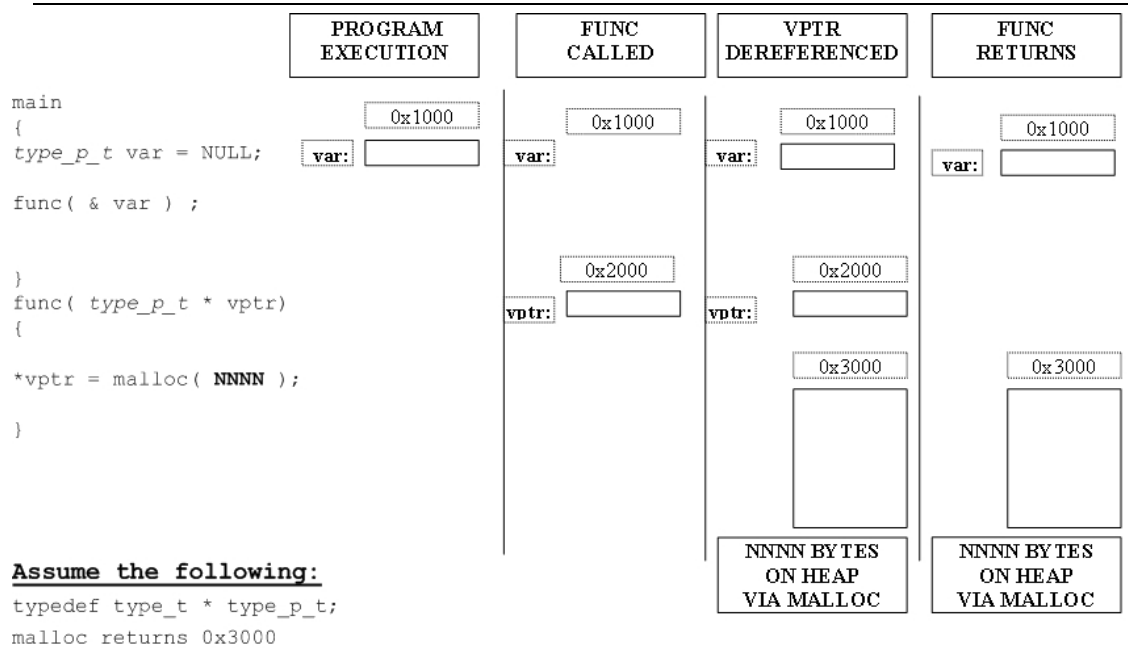 PROGRAM
EXECUTION
FUNC
CALLED
VPTR
DEREFERENCED
FUNC
RETURNS
main
{
type_p_t var = NULL;
func( & var ) ;
}
func( type_p_t * vptr)
{
*vptr = malloc( NNNN );
}
Assume the following:
typedef type_t * type_p_t;
malloc returns 0x3000
0x1000
var:
0x1000
var:
0x2000
vptr:
0x1000
var:
0x2000
vptr:
0x3000
NNNN BYTES
ON HEAP
VIA MALLOC
0x1000
var:
0x3000
NNNN BYTES
ON HEAP
VIA MALLOC